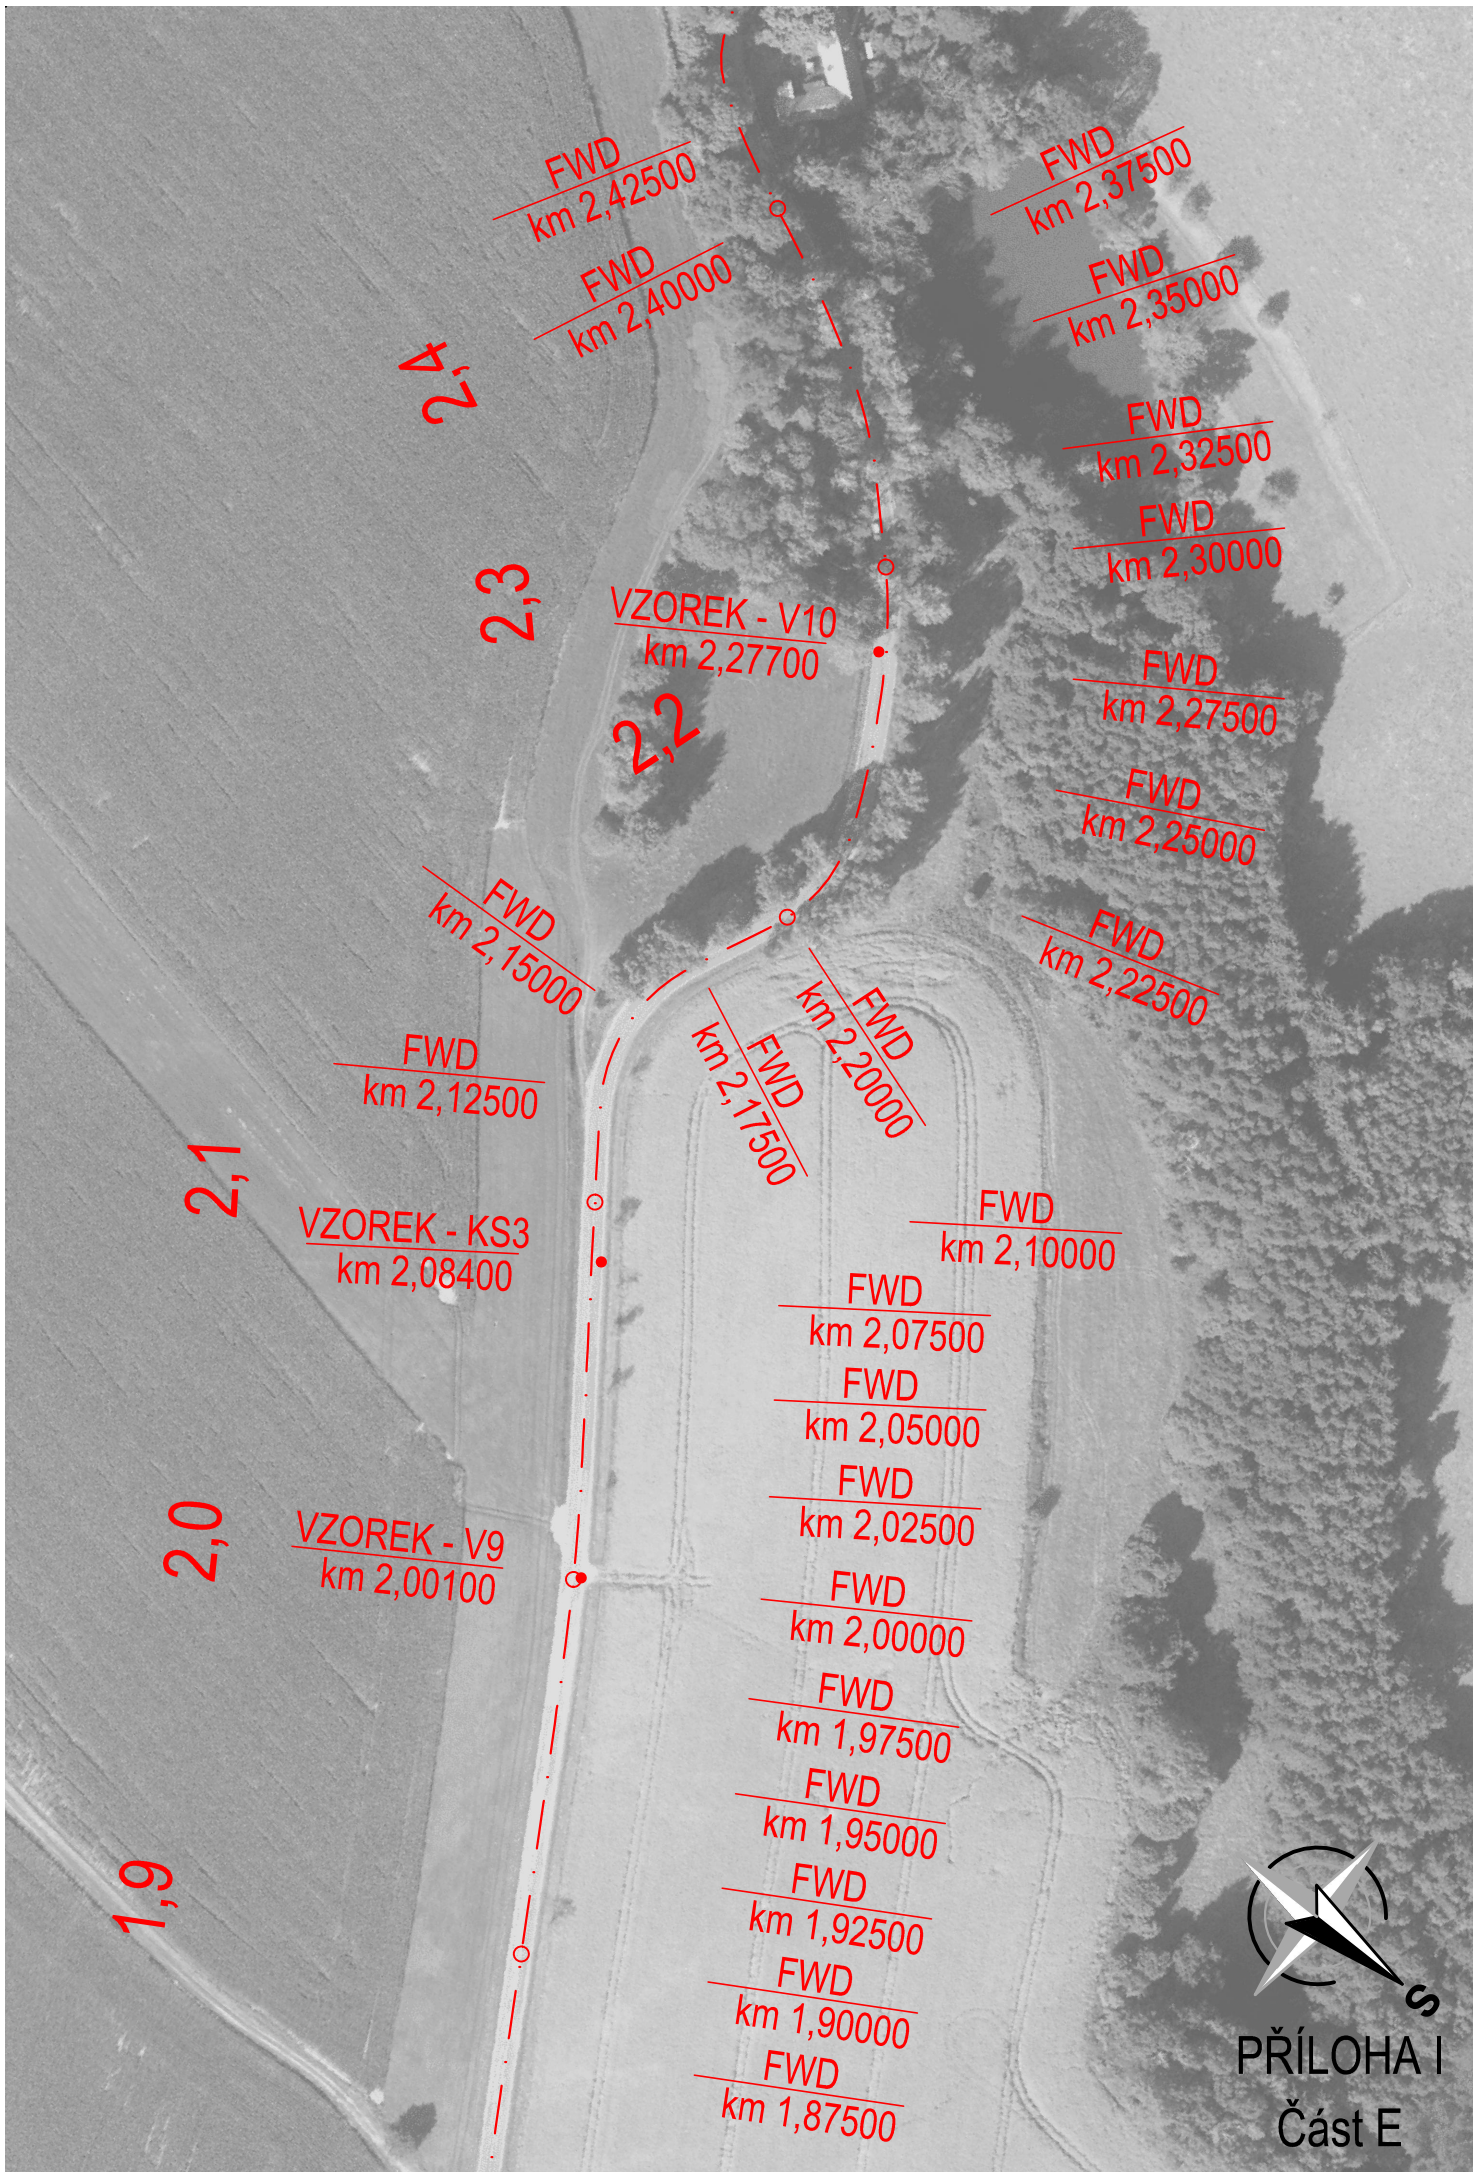 FWD
km 2,42500
FWD
km 2,37500
FWD
km 2,40000
FWD
km 2,35000
2,4
FWD
km 2,32500
FWD
km 2,30000
2,3
VZOREK - V10
km 2,27700
FWD
km 2,27500
2,2
FWD
km 2,25000
FWD
km 2,15000
FWD
km 2,22500
FWD
km 2,20000
FWD
km 2,17500
FWD
km 2,12500
2,1
VZOREK - KS3
km 2,08400
FWD
km 2,10000
FWD
km 2,07500
FWD
km 2,05000
FWD
km 2,02500
2,0
VZOREK - V9
km 2,00100
FWD
km 2,00000
FWD
km 1,97500
FWD
km 1,95000
1,9
FWD
km 1,92500
FWD
km 1,90000
FWD
km 1,87500
S
PŘÍLOHA I
Část E